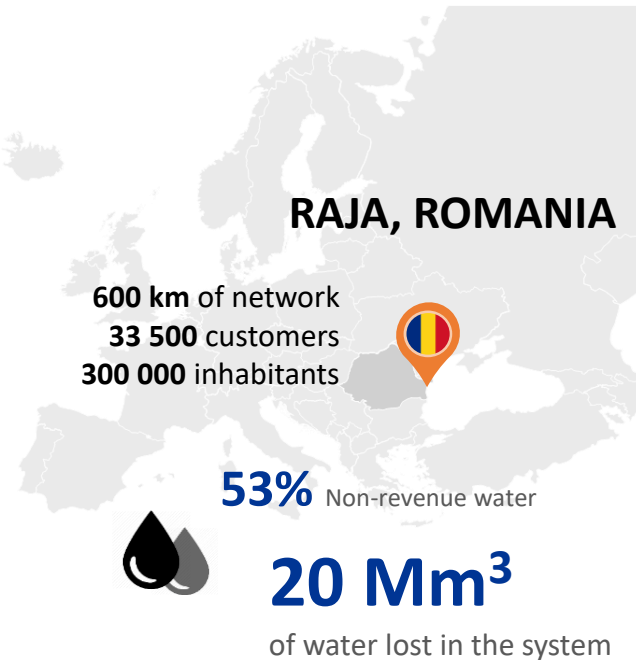 RAJA, ROMANIA
600 km of network
33 500 customers
300 000 inhabitants
53% Non-revenue water
20 Mm³
of water lost in the system